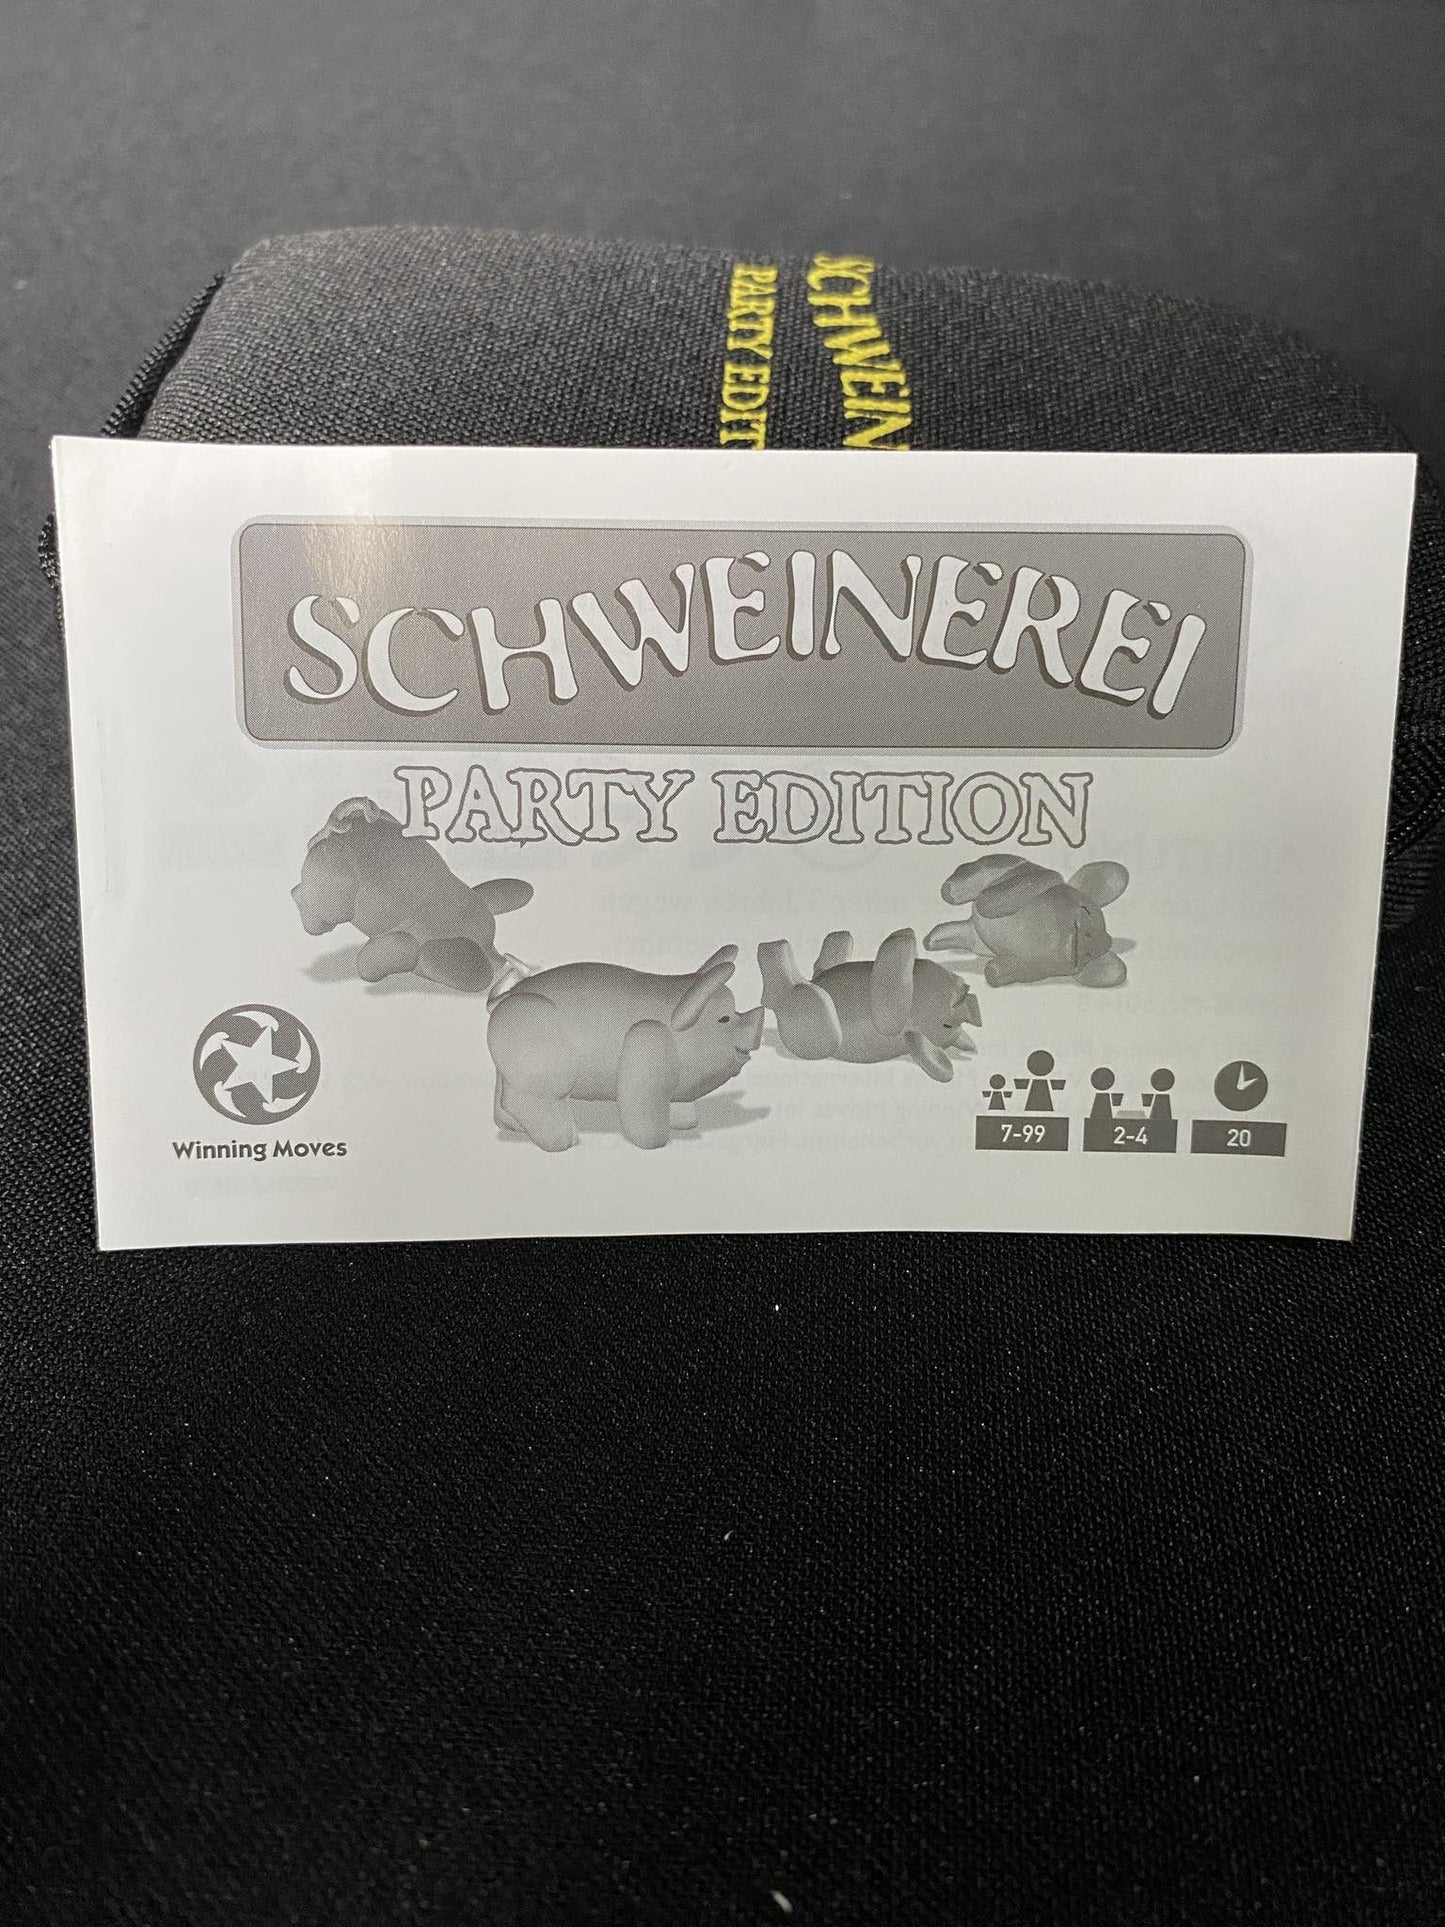 SCHWEIN
PARTY EDIT
SCHWEINEREI
PARTY EDITION
Winning Moves
7-99
2-4
20